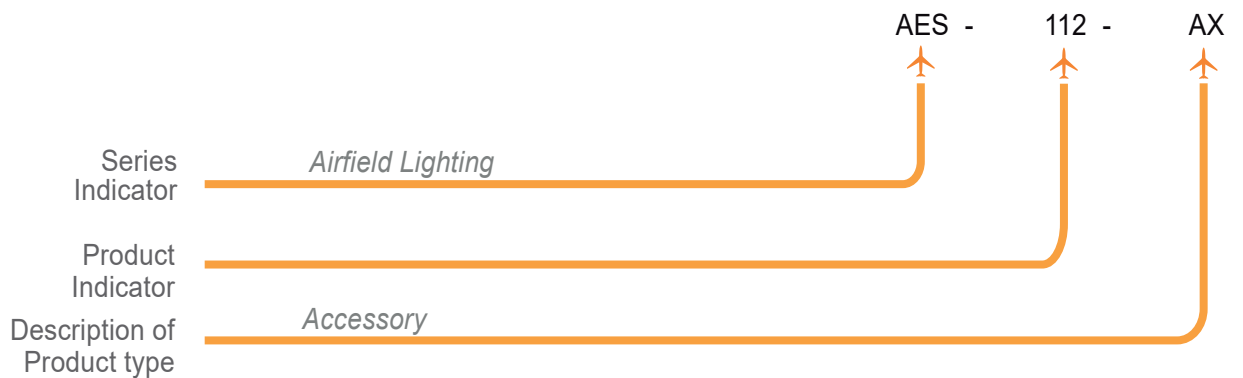 AES - 112 - AX
Series
Indicator
Airfield Lighting
Product
Indicator
Description of
Product type
Accessory